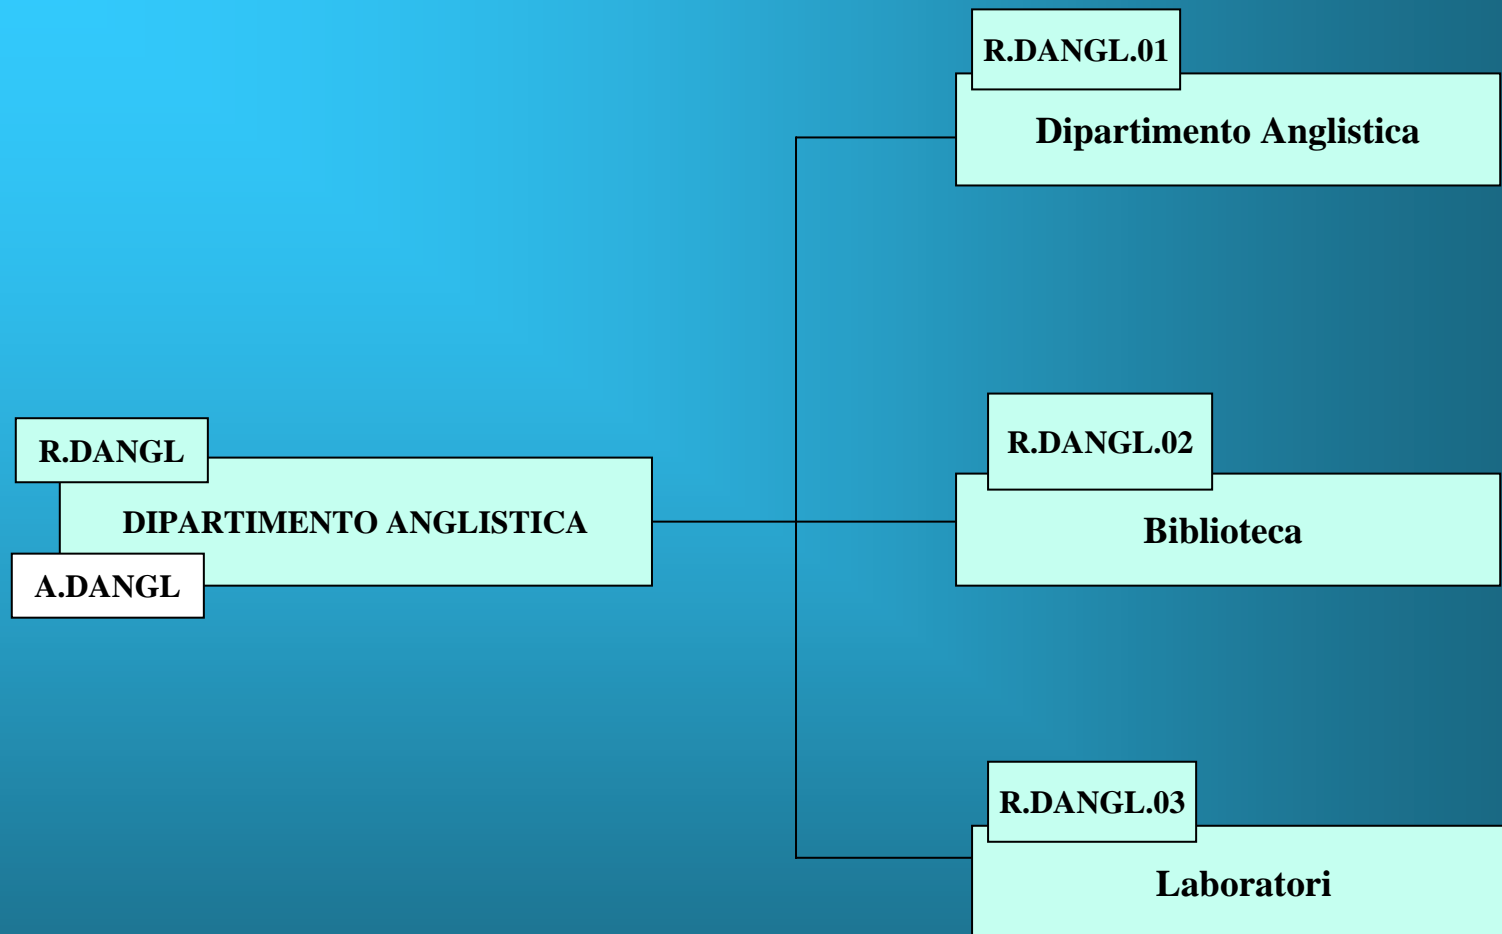 R.DANGL.01
Dipartimento Anglistica
R.DANGL
DIPARTIMENTO ANGLISTICA
A.DANGL
R.DANGL.02
Biblioteca
R.DANGL.03
Laboratori